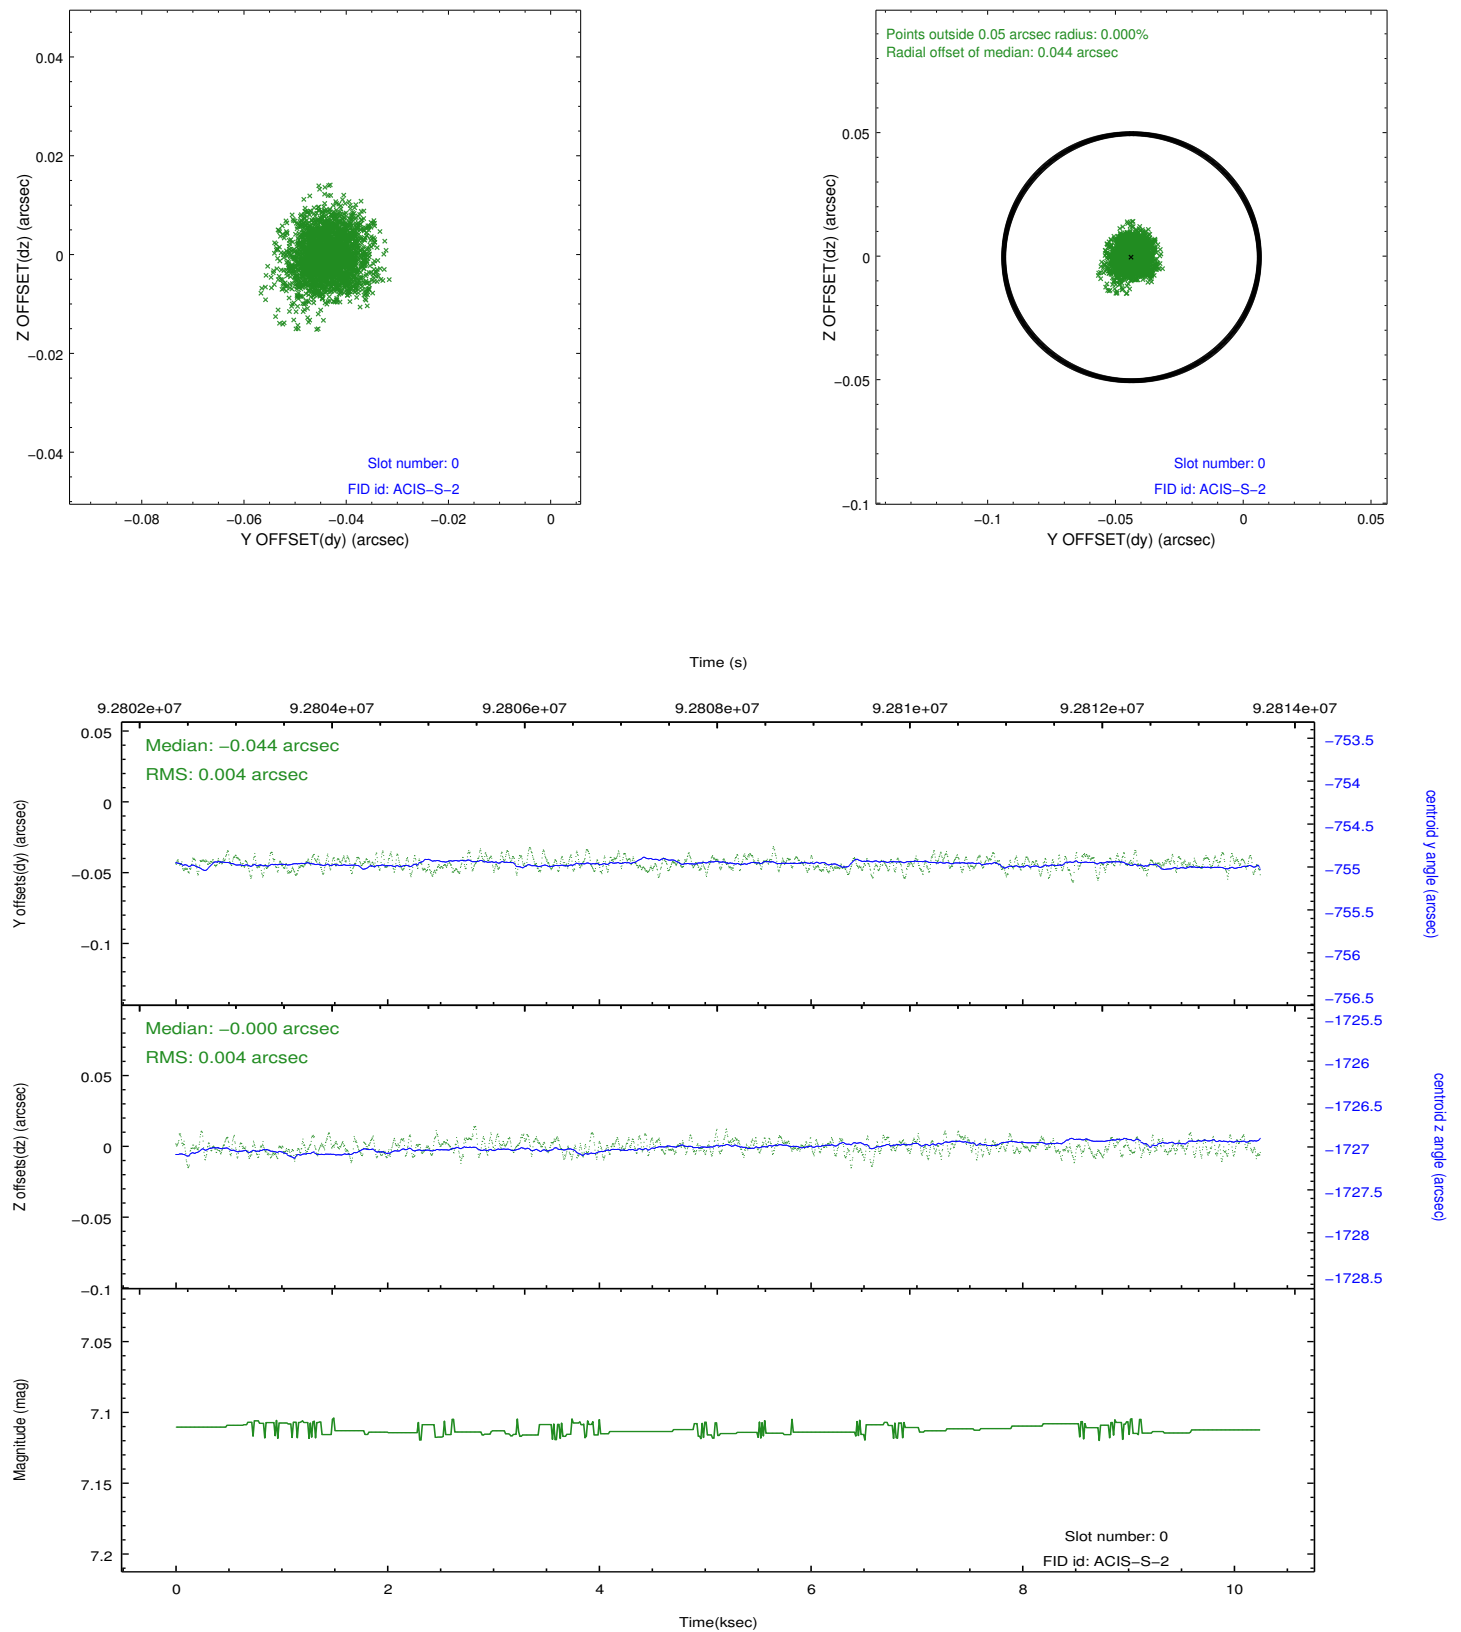 0.04
0.02
0
−0.02
−0.04
−0.08
−0.06
−0.04
−0.02
0
Z OFFSET(dz) (arcsec)
Y OFFSET(dy) (arcsec)
Slot number: 0
FID id: ACIS−S−2
Points outside 0.05 arcsec radius: 0.000%
Radial offset of median: 0.044 arcsec
0.05
0
−0.05
−0.1
−0.1
−0.05
0
0.05
Z OFFSET(dz) (arcsec)
Y OFFSET(dy) (arcsec)
Slot number: 0
FID id: ACIS−S−2
Time (s)
9.2802e+07
9.2804e+07
9.2806e+07
9.2808e+07
9.281e+07
9.2812e+07
9.2814e+07
Median: −0.044 arcsec
RMS: 0.004 arcsec
0.05
0
−0.05
−0.1
Y offsets(dy) (arcsec)
−753.5
−754
−754.5
−755
−755.5
−756
−756.5
centroid y angle (arcsec)
Median: −0.000 arcsec
RMS: 0.004 arcsec
0.05
0
−0.05
−0.1
Z offsets(dz) (arcsec)
−1725.5
−1726
−1726.5
−1727
−1727.5
−1728
−1728.5
centroid z angle (arcsec)
7.05
7.1
7.15
7.2
Magnitude (mag)
Slot number: 0
FID id: ACIS−S−2
0
2
4
6
8
10
Time(ksec)